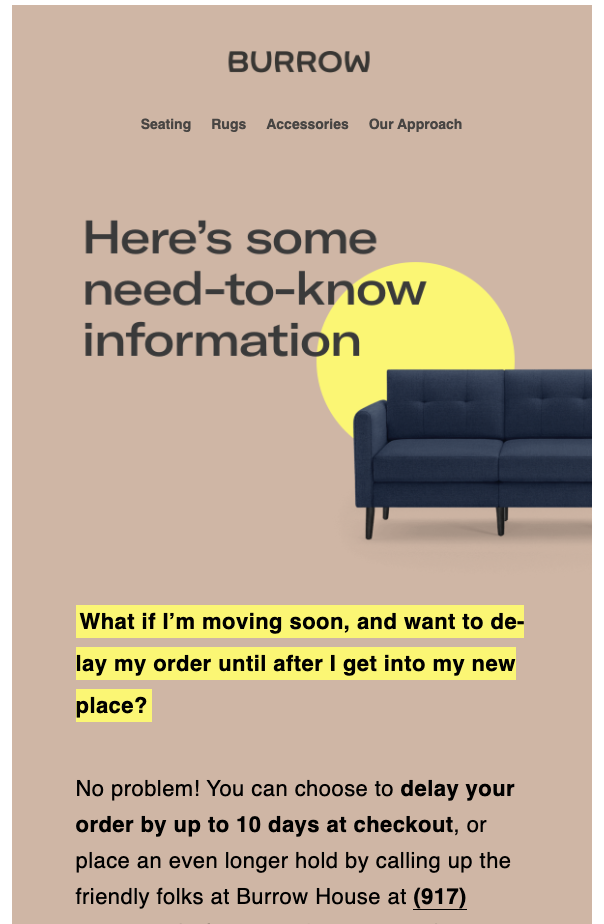 BURROW
Seating Rugs Accessories Our Approach
Here’s some
need-to-know
information
What if I’m moving soon, and want to de-
lay my order until after I get into my new
place?
No problem! You can choose to delay your
order by up to 10 days at checkout, or
place an even longer hold by calling up the
friendly folks at Burrow House at (917)